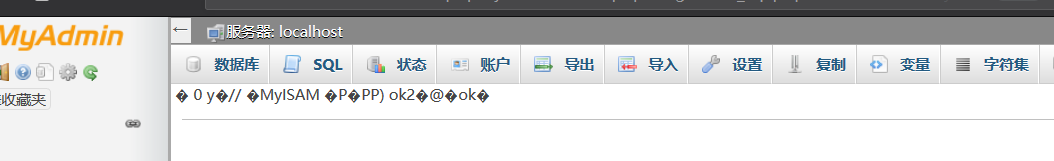 MyAdmin
← 服务器: localhost
数据库 SQL 状态 账户 导出 导入 设置 复制 变量 字符集
� 0 y�// �MyISAM �P�PP) ok2�@�ok�
收藏夹